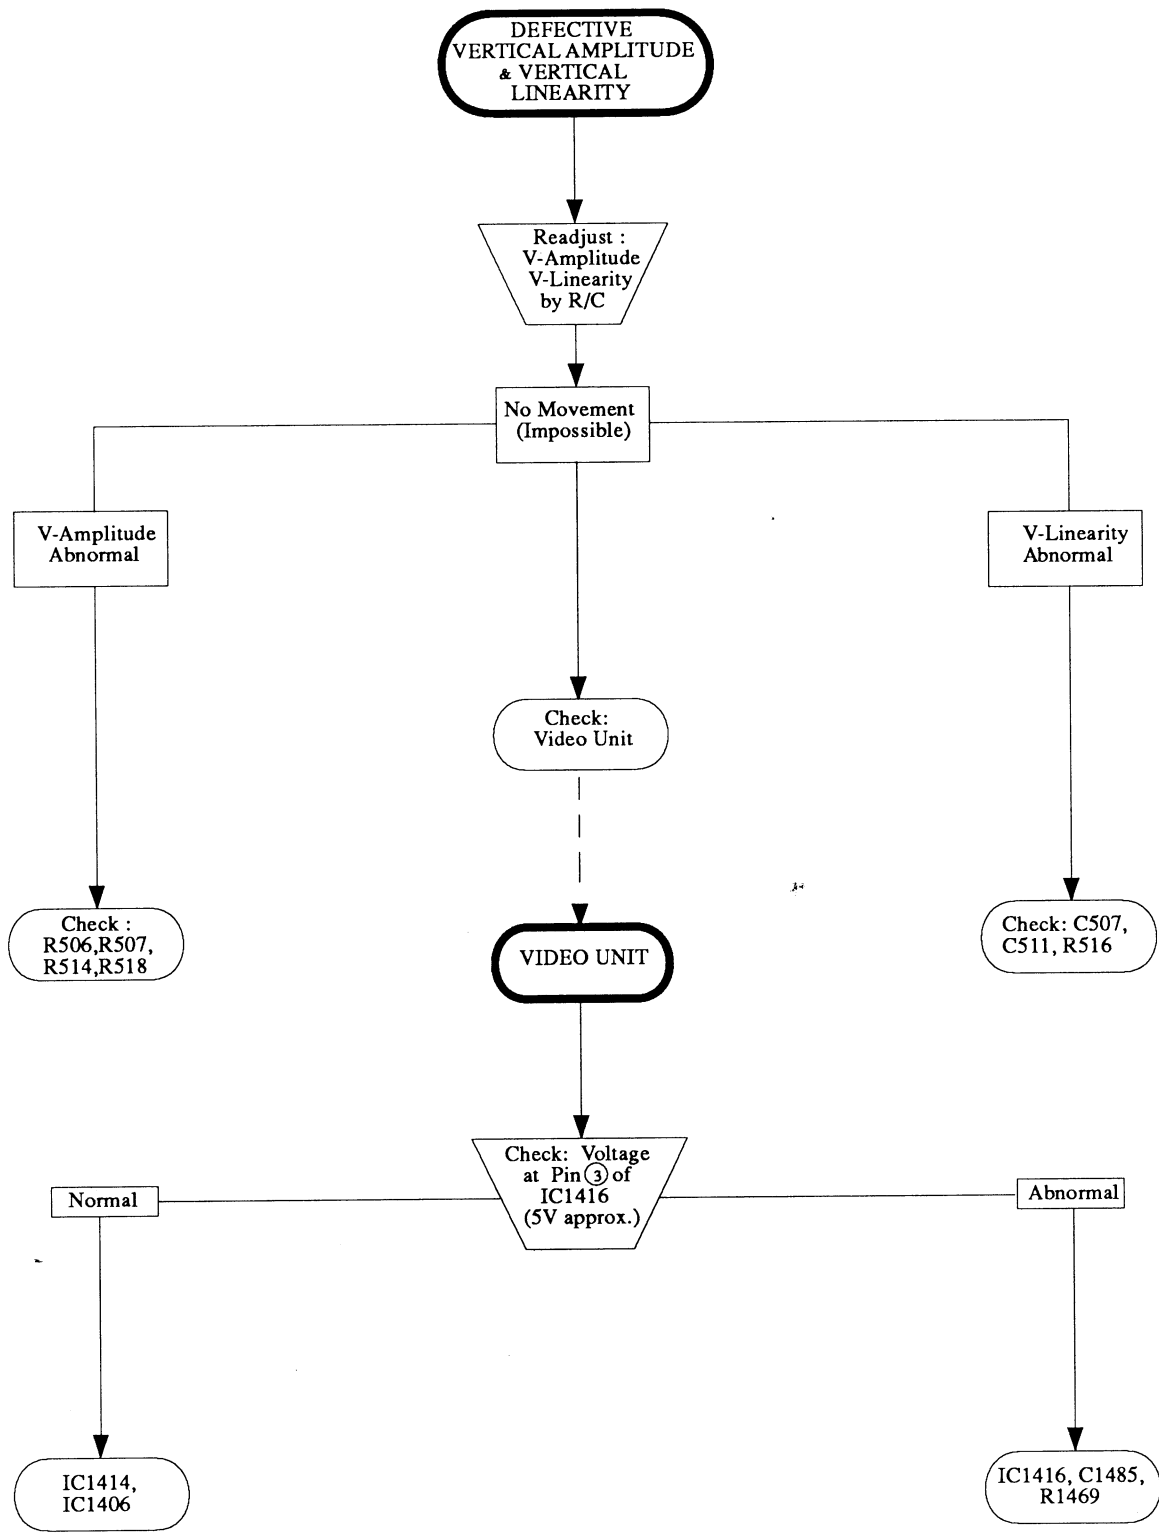 DEFECTIVE
VERTICAL AMPLITUDE
& VERTICAL
LINEARITY
Readjust :
V-Amplitude
V-Linearity
by R/C
No Movement
(Impossible)
V-Amplitude
Abnormal
V-Linearity
Abnormal
Check:
Video Unit
Check :
R506,R507,
R514,R518
Check: C507,
C511, R516
VIDEO UNIT
Check: Voltage
at Pin ③ of
IC1416
(5V approx.)
Normal
Abnormal
IC1414,
IC1406
IC1416, C1485,
R1469